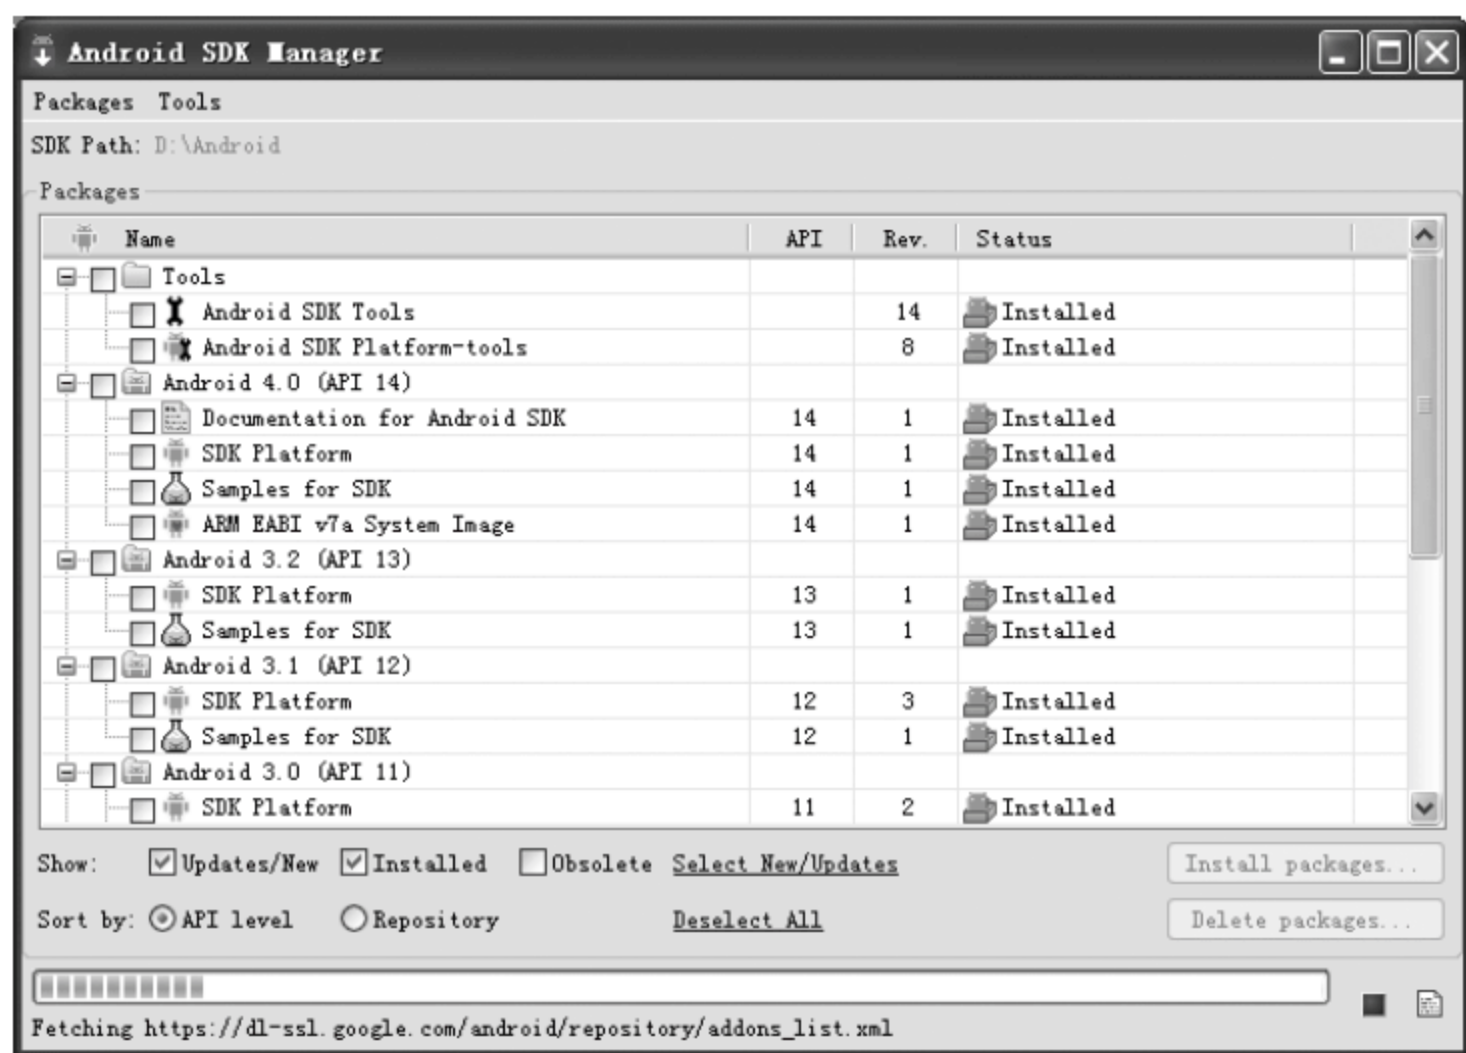 Android SDK Manager
Packages Tools
SDK Path: D:\Android
Packages
Name API Rev. Status
Tools
Android SDK Tools 14 Installed
Android SDK Platform-tools 8 Installed
Android 4.0 (API 14)
Documentation for Android SDK 14 1 Installed
SDK Platform 14 1 Installed
Samples for SDK 14 1 Installed
ARM EABI v7a System Image 14 1 Installed
Android 3.2 (API 13)
SDK Platform 13 1 Installed
Samples for SDK 13 1 Installed
Android 3.1 (API 12)
SDK Platform 12 3 Installed
Samples for SDK 12 1 Installed
Android 3.0 (API 11)
SDK Platform 11 2 Installed
Show: Updates/New Installed Obsolete Select New/Updates Install packages...
Sort by: API level Repository Deselect All Delete packages...
Fetching https://dl-ssl.google.com/android/repository/addons_list.xml